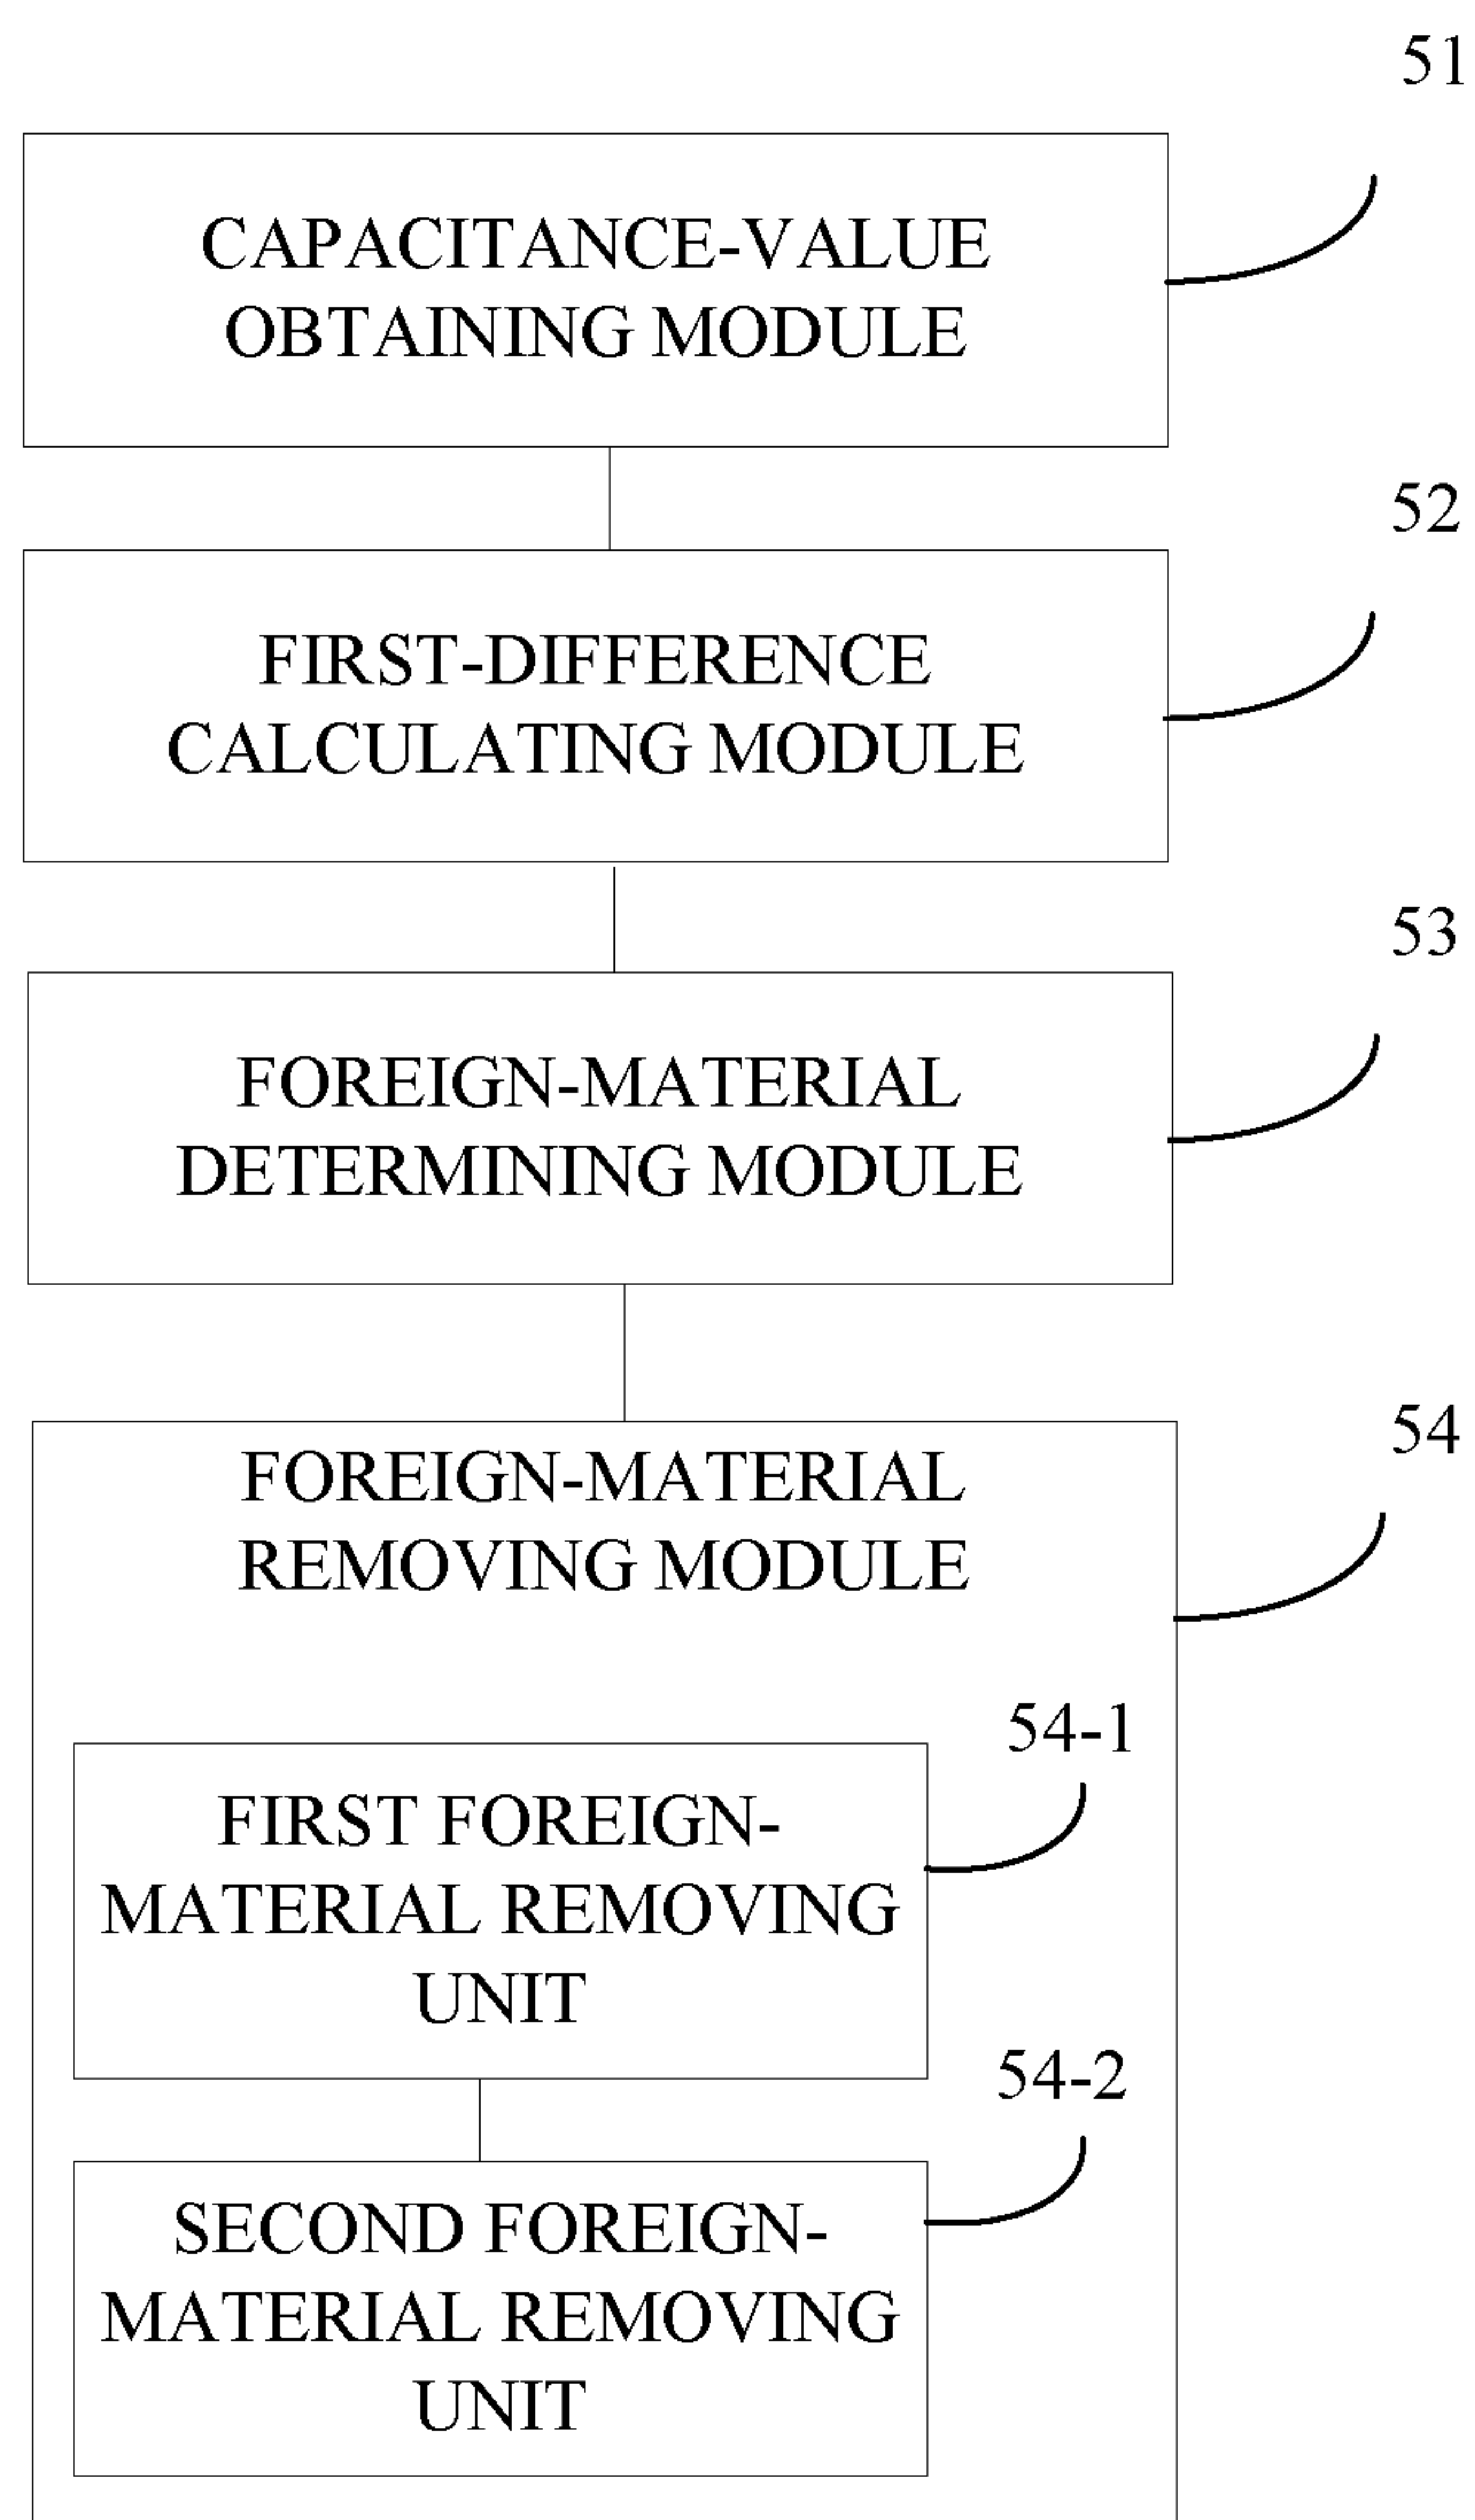 51
CAPACITANCE-VALUE
OBTAINING MODULE
52
FIRST-DIFFERENCE
CALCULATING MODULE
53
FOREIGN-MATERIAL
DETERMINING MODULE
54
FOREIGN-MATERIAL
REMOVING MODULE
54-1
FIRST FOREIGN-
MATERIAL REMOVING
UNIT
54-2
SECOND FOREIGN-
MATERIAL REMOVING
UNIT